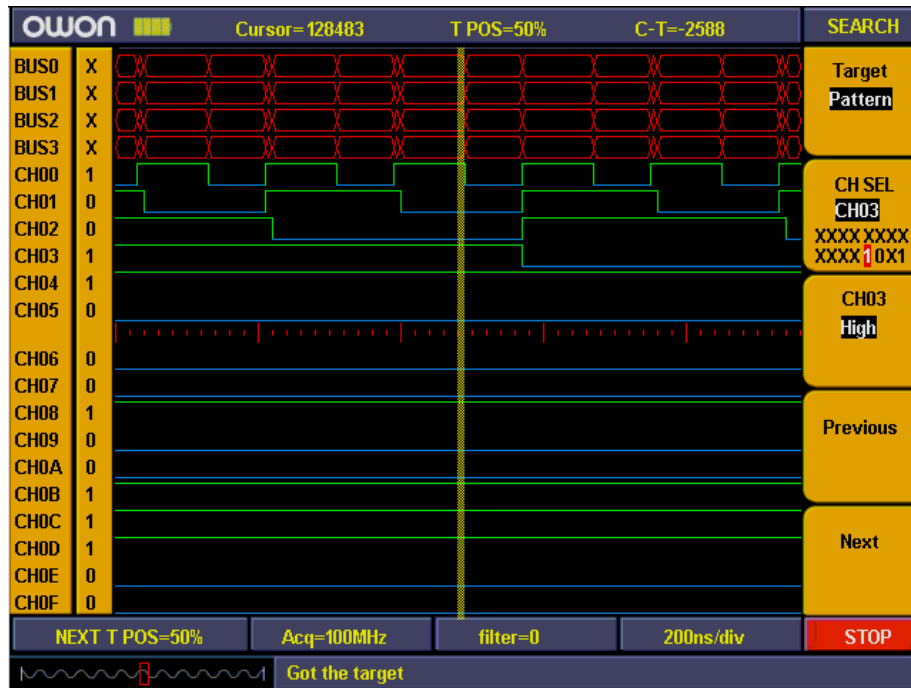 OWON Cursor=128483 T POS=50% C-T=-2588 SEARCH
BUS0 X
BUS1 X
BUS2 X
BUS3 X
CH00 1
CH01 0
CH02 0
CH03 1
CH04 1
CH05 0
CH06 0
CH07 0
CH08 1
CH09 0
CH0A 0
CH0B 1
CH0C 1
CH0D 1
CH0E 0
CH0F 0
Target
Pattern
CH SEL
CH03
XXXX XXXX
XXXX 1 0X1
CH03
High
Previous
Next
NEXT T POS=50% Acq=100MHz filter=0 200ns/div STOP
Got the target